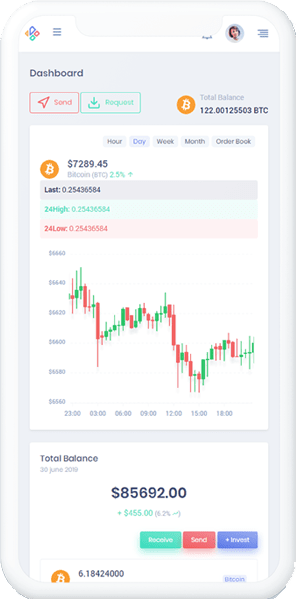 Dashboard
Send
Request
Total Balance
122.00125503 BTC
Hour
Day
Week
Month
Order Book
$7289.45
Bitcoin (BTC) 2.5% ↑
Last: 0.25436584
24High: 0.25436584
24Low: 0.25436584
$6660
$6640
$6620
$6600
$6580
$6560
23:00 03:00 06:00 09:00 12:00 15:00 18:00
Total Balance
30 june 2019
$85692.00
+ $455.00 (6.2%
Receive
Send
+ Invest
6.18424000
Bitcoin